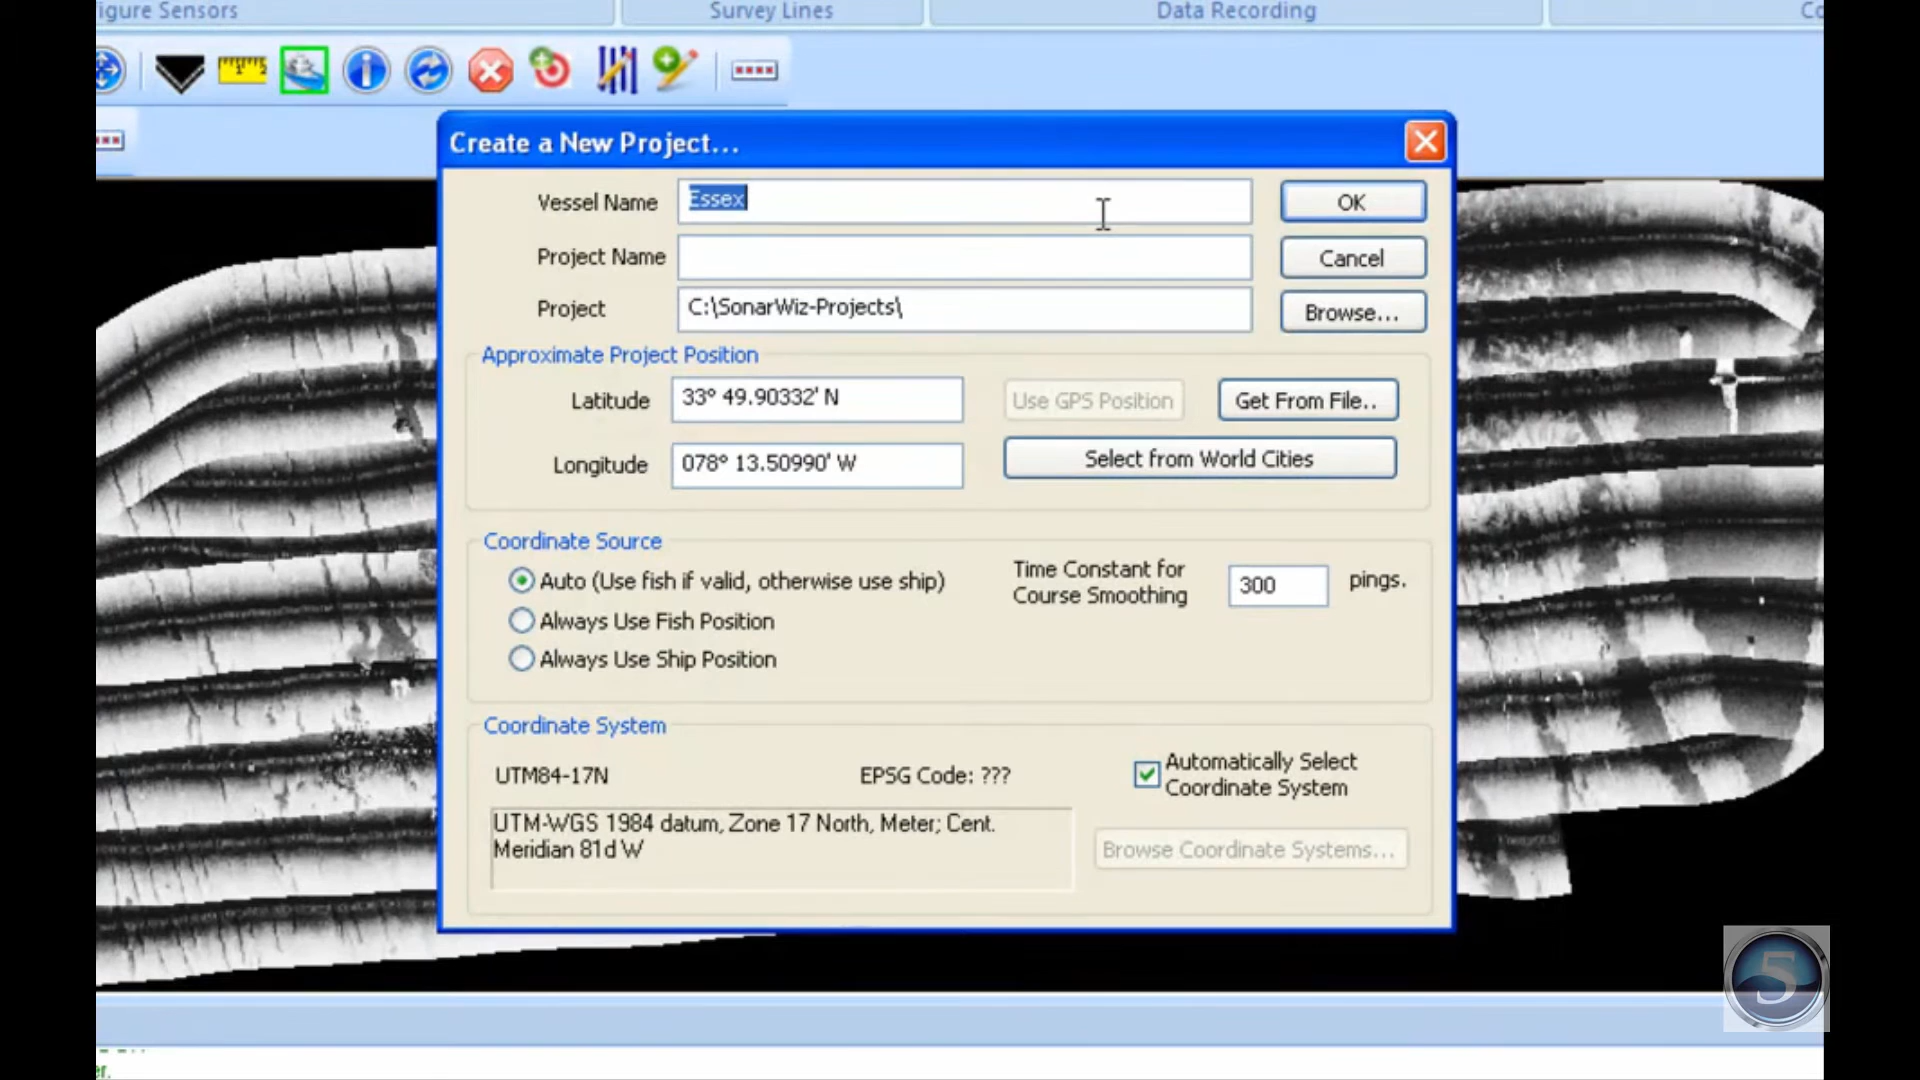 igure Sensors
Survey Lines
Data Recording
Co
Create a New Project...
Vessel Name
Essex
OK
Project Name
Cancel
Project
C:\SonarWiz-Projects\
Browse...
Approximate Project Position
Latitude
33° 49.90332' N
Use GPS Position
Get From File..
Longitude
078° 13.50990' W
Select from World Cities
Coordinate Source
Auto (Use fish if valid, otherwise use ship)
Always Use Fish Position
Always Use Ship Position
Time Constant for
Course Smoothing
300
pings.
Coordinate System
UTM84-17N
EPSG Code: ???
Automatically Select
Coordinate System
UTM-WGS 1984 datum, Zone 17 North, Meter; Cent.
Meridian 81d W
Browse Coordinate Systems...
5
er.